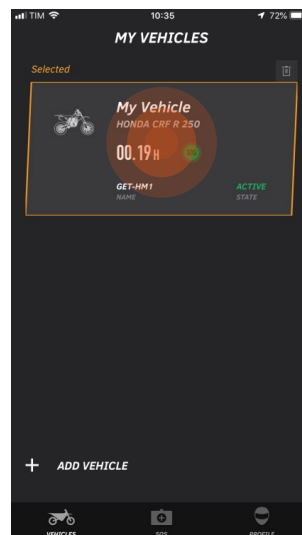 TIM 10:35 72%
MY VEHICLES
Selected
My Vehicle
HONDA CRF R 250
00.19 H
GET-HM1 ACTIVE
NAME STATE
+ ADD VEHICLE
VEHICLES SOS PROFILE